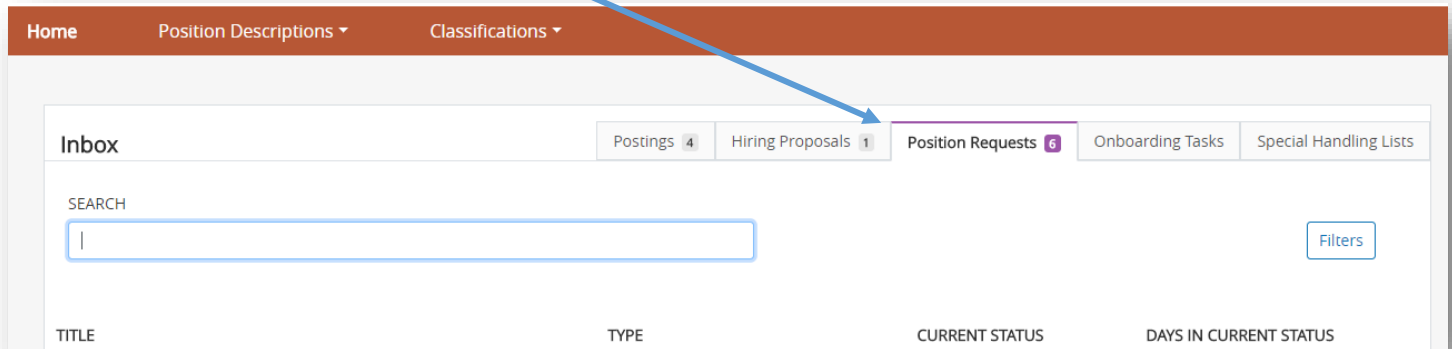 Home Position Descriptions Classifications
Inbox Postings 4 Hiring Proposals 1 Position Requests 6 Onboarding Tasks Special Handling Lists
SEARCH
Filters
TITLE TYPE CURRENT STATUS DAYS IN CURRENT STATUS